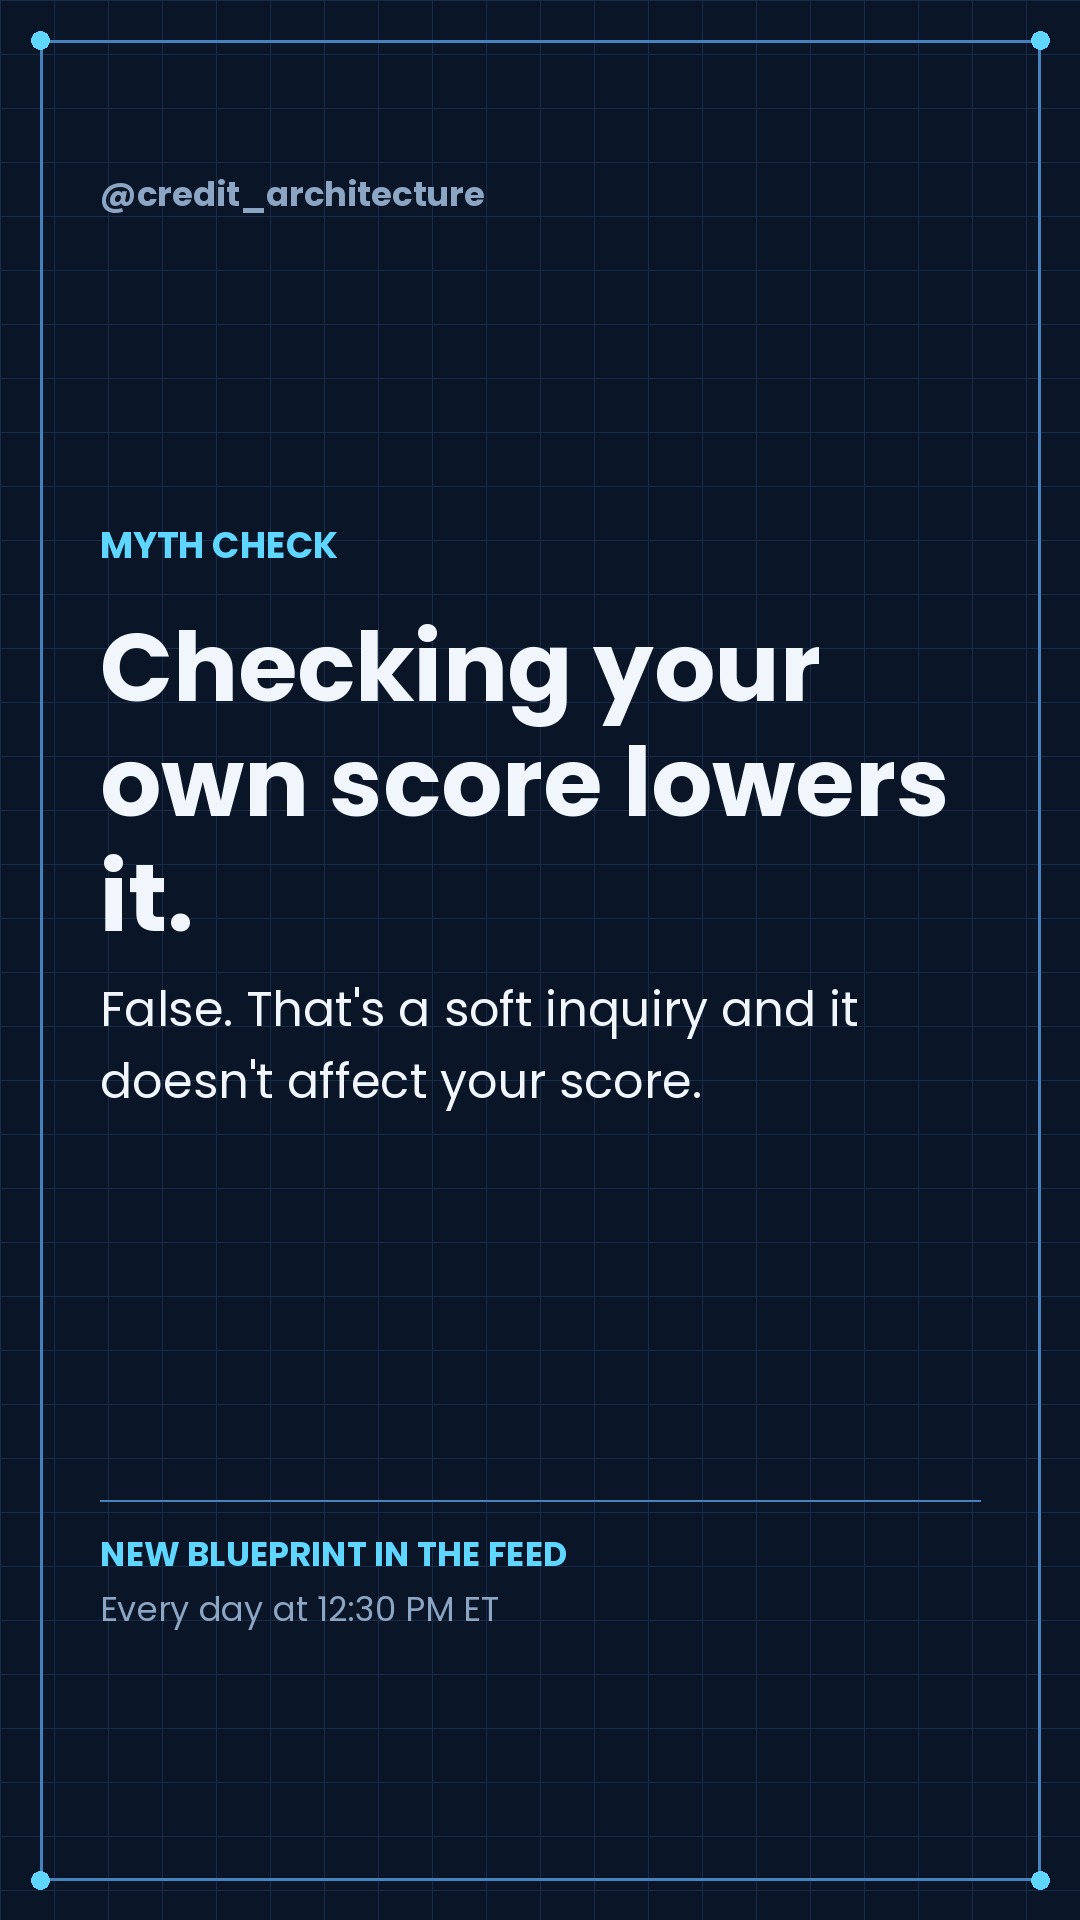 @credit_architecture
MYTH CHECK
Checking your
own score lowers
it.
False. That's a soft inquiry and it
doesn't affect your score.
NEW BLUEPRINT IN THE FEED
Every day at 12:30 PM ET